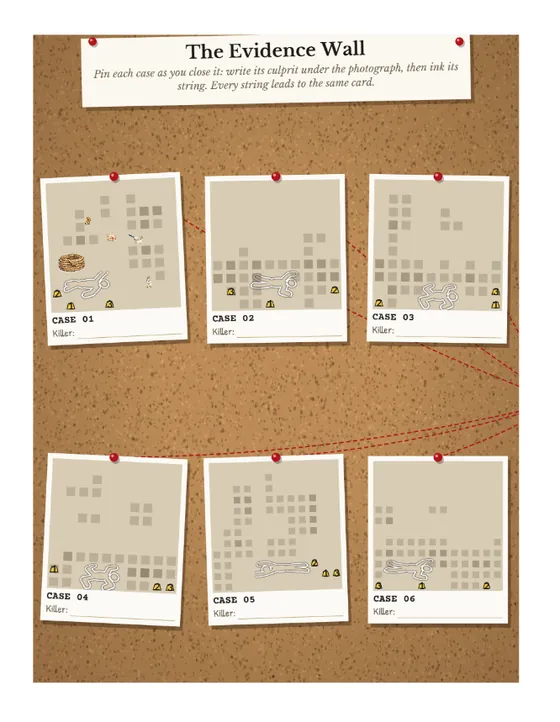 The Evidence Wall
Pin each case as you close it: write its culprit under the photograph, then ink its
string. Every string leads to the same card.
CASE 01
Killer:
CASE 02
Killer:
CASE 03
Killer:
CASE 04
Killer:
CASE 05
Killer:
CASE 06
Killer: